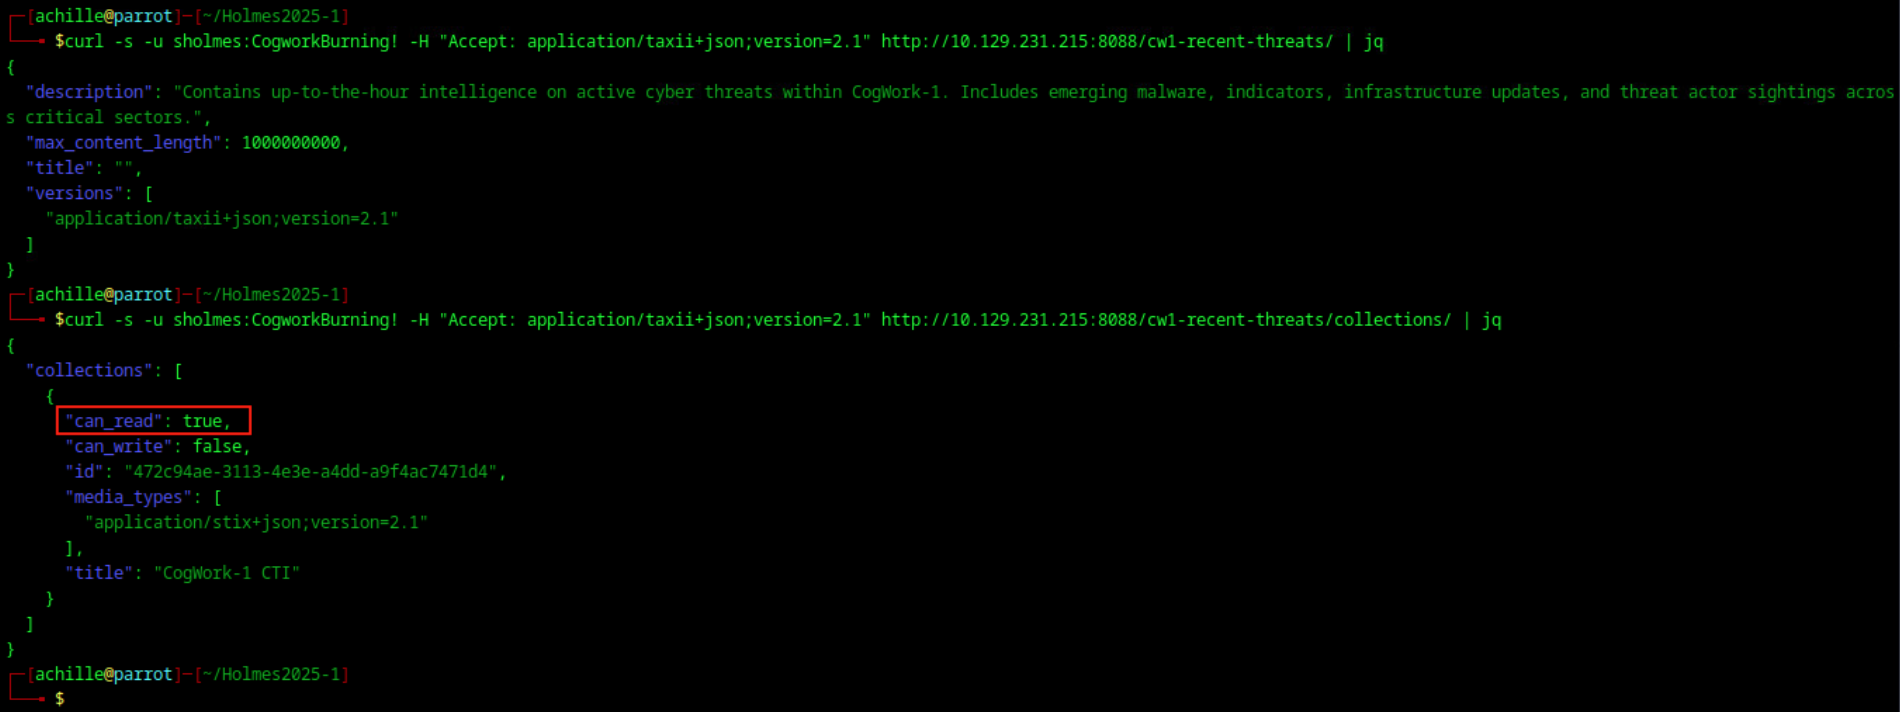 [achille@parrot]-[~/Holmes2025-1]
$curl -s -u sholmes:CogworkBurning! -H "Accept: application/taxii+json;version=2.1" http://10.129.231.215:8088/cw1-recent-threats/ | jq
{
"description": "Contains up-to-the-hour intelligence on active cyber threats within CogWork-1. Includes emerging malware, indicators, infrastructure updates, and threat actor sightings acros
s critical sectors.",
"max_content_length": 1000000000,
"title": "",
"versions": [
"application/taxii+json;version=2.1"
]
}
[achille@parrot]-[~/Holmes2025-1]
$curl -s -u sholmes:CogworkBurning! -H "Accept: application/taxii+json;version=2.1" http://10.129.231.215:8088/cw1-recent-threats/collections/ | jq
{
"collections": [
{
"can_read": true,
"can_write": false,
"id": "472c94ae-3113-4e3e-a4dd-a9f4ac7471d4",
"media_types": [
"application/stix+json;version=2.1"
],
"title": "CogWork-1 CTI"
}
]
}
[achille@parrot]-[~/Holmes2025-1]
$